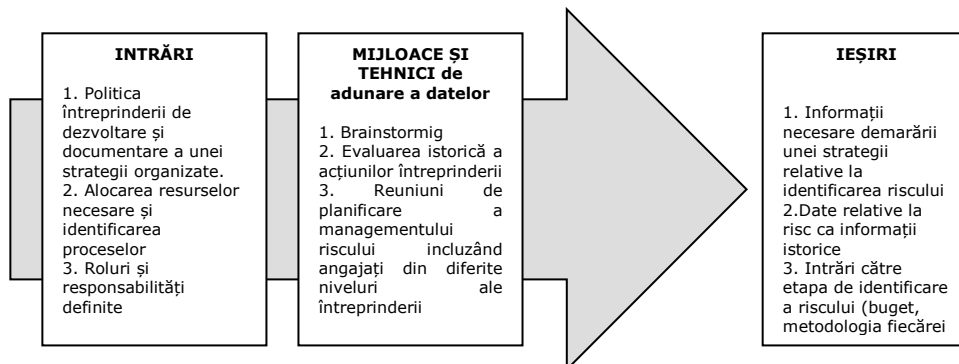 INTRĂRI
1. Politica
întreprinderii de
dezvoltare și
documentare a unei
strategii organizate.
2. Alocarea resurselor
necesare și
identificarea
proceselor
3. Roluri și
responsabilități
definite
MIJLOACE ȘI
TEHNICI de
adunare a datelor
1. Brainstormig
2. Evaluarea istorică a
acțiunilor întreprinderii
3. Reuniuni de
planificare a
managementului
riscului incluzând
angajați din diferite
niveluri ale
întreprinderii
IEȘIRI
1. Informații
necesare demarării
unei strategii
relative la
identificarea riscului
2.Date relative la
risc ca informații
istorice
3. Intrări către
etapa de identificare
a riscului (buget,
metodologia fiecărei